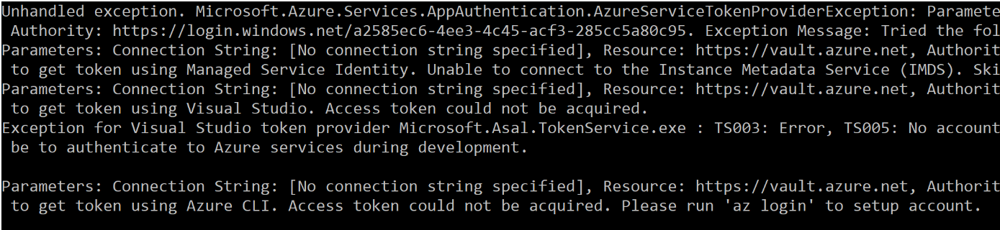 Unhandled exception. Microsoft.Azure.Services.AppAuthentication.AzureServiceTokenProviderException: Paramete
Authority: https://login.windows.net/a2585ec6-4ee3-4c45-acf3-285cc5a80c95. Exception Message: Tried the fol
Parameters: Connection String: [No connection string specified], Resource: https://vault.azure.net, Authorit
to get token using Managed Service Identity. Unable to connect to the Instance Metadata Service (IMDS). Ski
Parameters: Connection String: [No connection string specified], Resource: https://vault.azure.net, Authorit
to get token using Visual Studio. Access token could not be acquired.
Exception for Visual Studio token provider Microsoft.Asal.TokenService.exe : TS003: Error, TS005: No account
be to authenticate to Azure services during development.
Parameters: Connection String: [No connection string specified], Resource: https://vault.azure.net, Authorit
to get token using Azure CLI. Access token could not be acquired. Please run 'az login' to setup account.